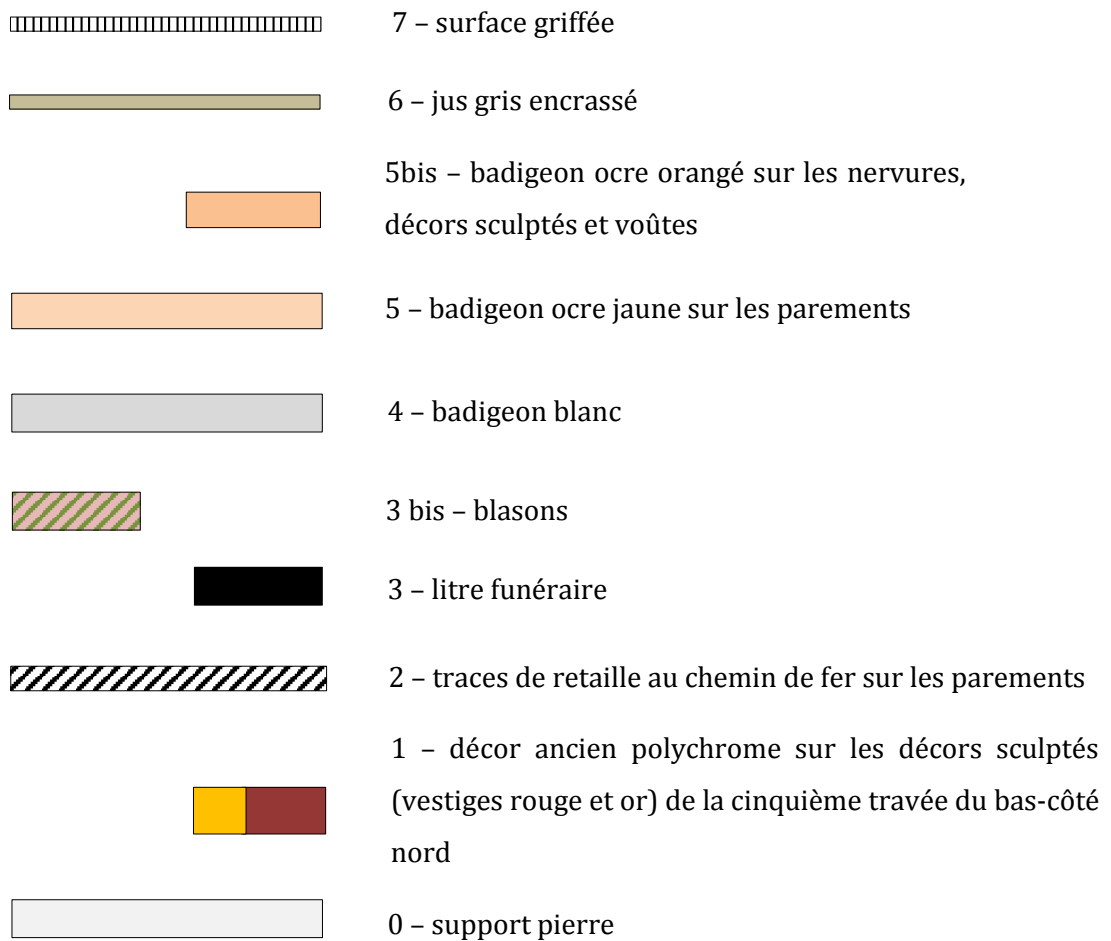 7 – surface griffée
6 – jus gris encrassé
5bis – badigeon ocre orangé sur les nervures,
décors sculptés et voûtes
5 – badigeon ocre jaune sur les parements
4 – badigeon blanc
3 bis – blasons
3 – litre funéraire
2 – traces de retaille au chemin de fer sur les parements
1 – décor ancien polychrome sur les décors sculptés
(vestiges rouge et or) de la cinquième travée du bas-côté
nord
0 – support pierre